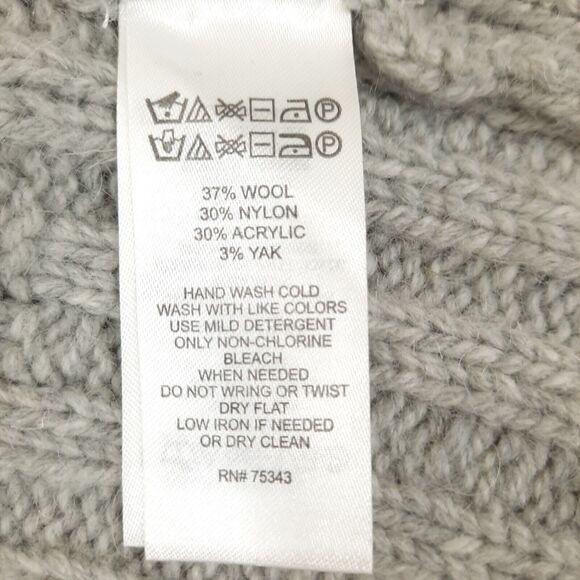 P
P
37% WOOL
30% NYLON
30% ACRYLIC
3% YAK
HAND WASH COLD
WASH WITH LIKE COLORS
USE MILD DETERGENT
ONLY NON-CHLORINE
BLEACH
WHEN NEEDED
DO NOT WRING OR TWIST
DRY FLAT
LOW IRON IF NEEDED
OR DRY CLEAN
RN# 75343